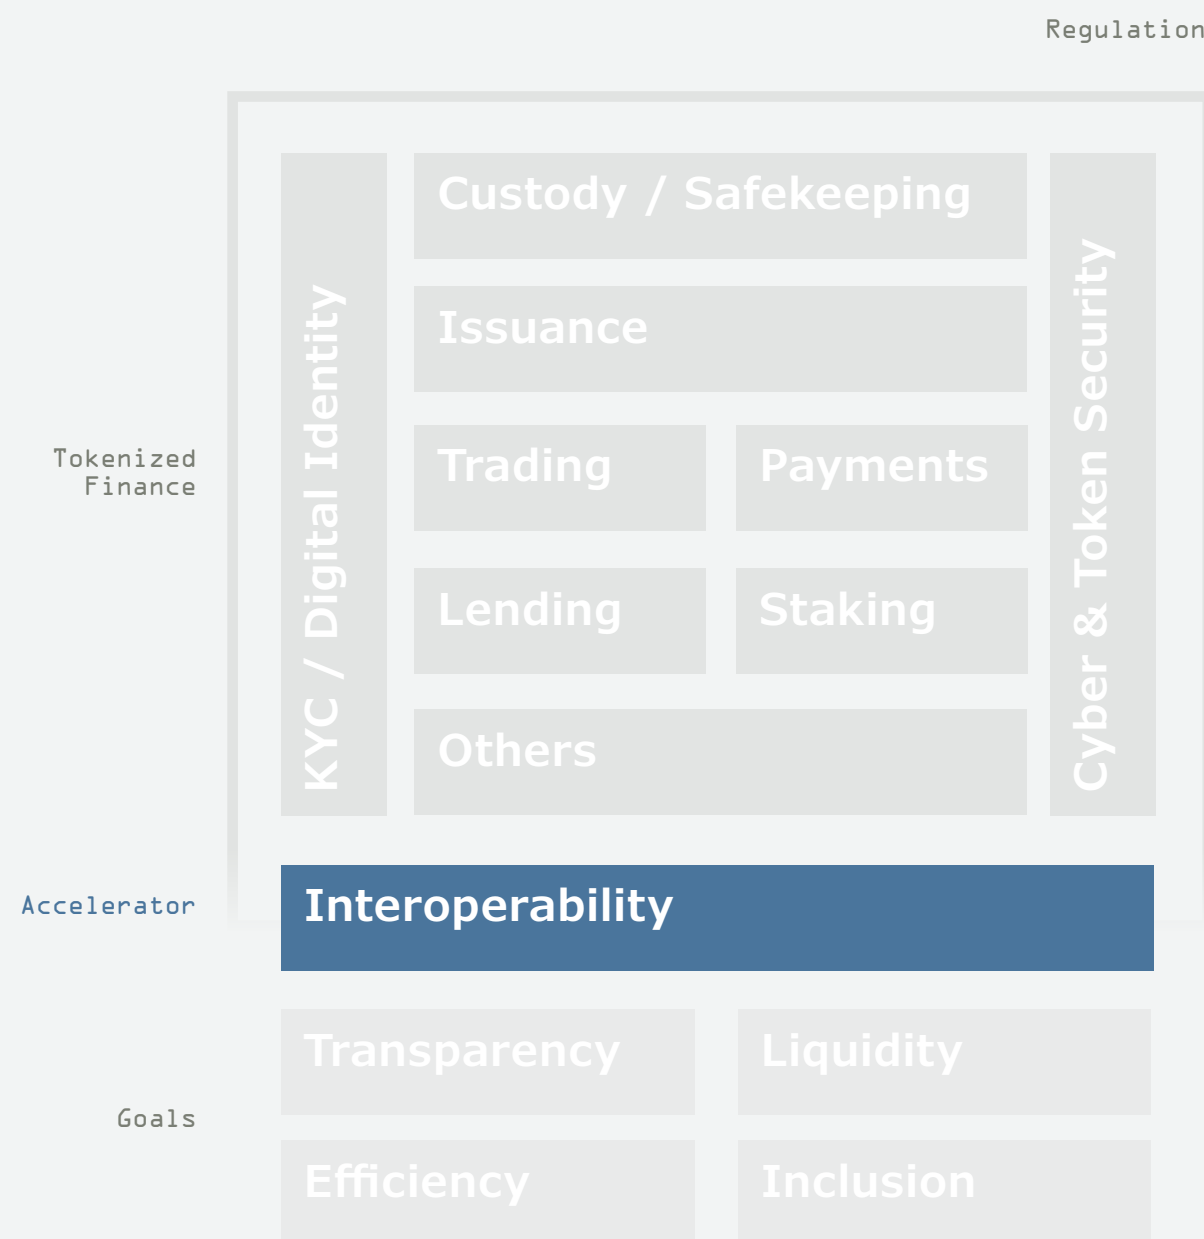 Regulation
Custody / Safekeeping
Issuance
KYC / Digital Identity
Cyber & Token Security
Tokenized
Finance
Trading
Payments
Lending
Staking
Others
Accelerator
Interoperability
Transparency
Liquidity
Goals
Efficiency
Inclusion